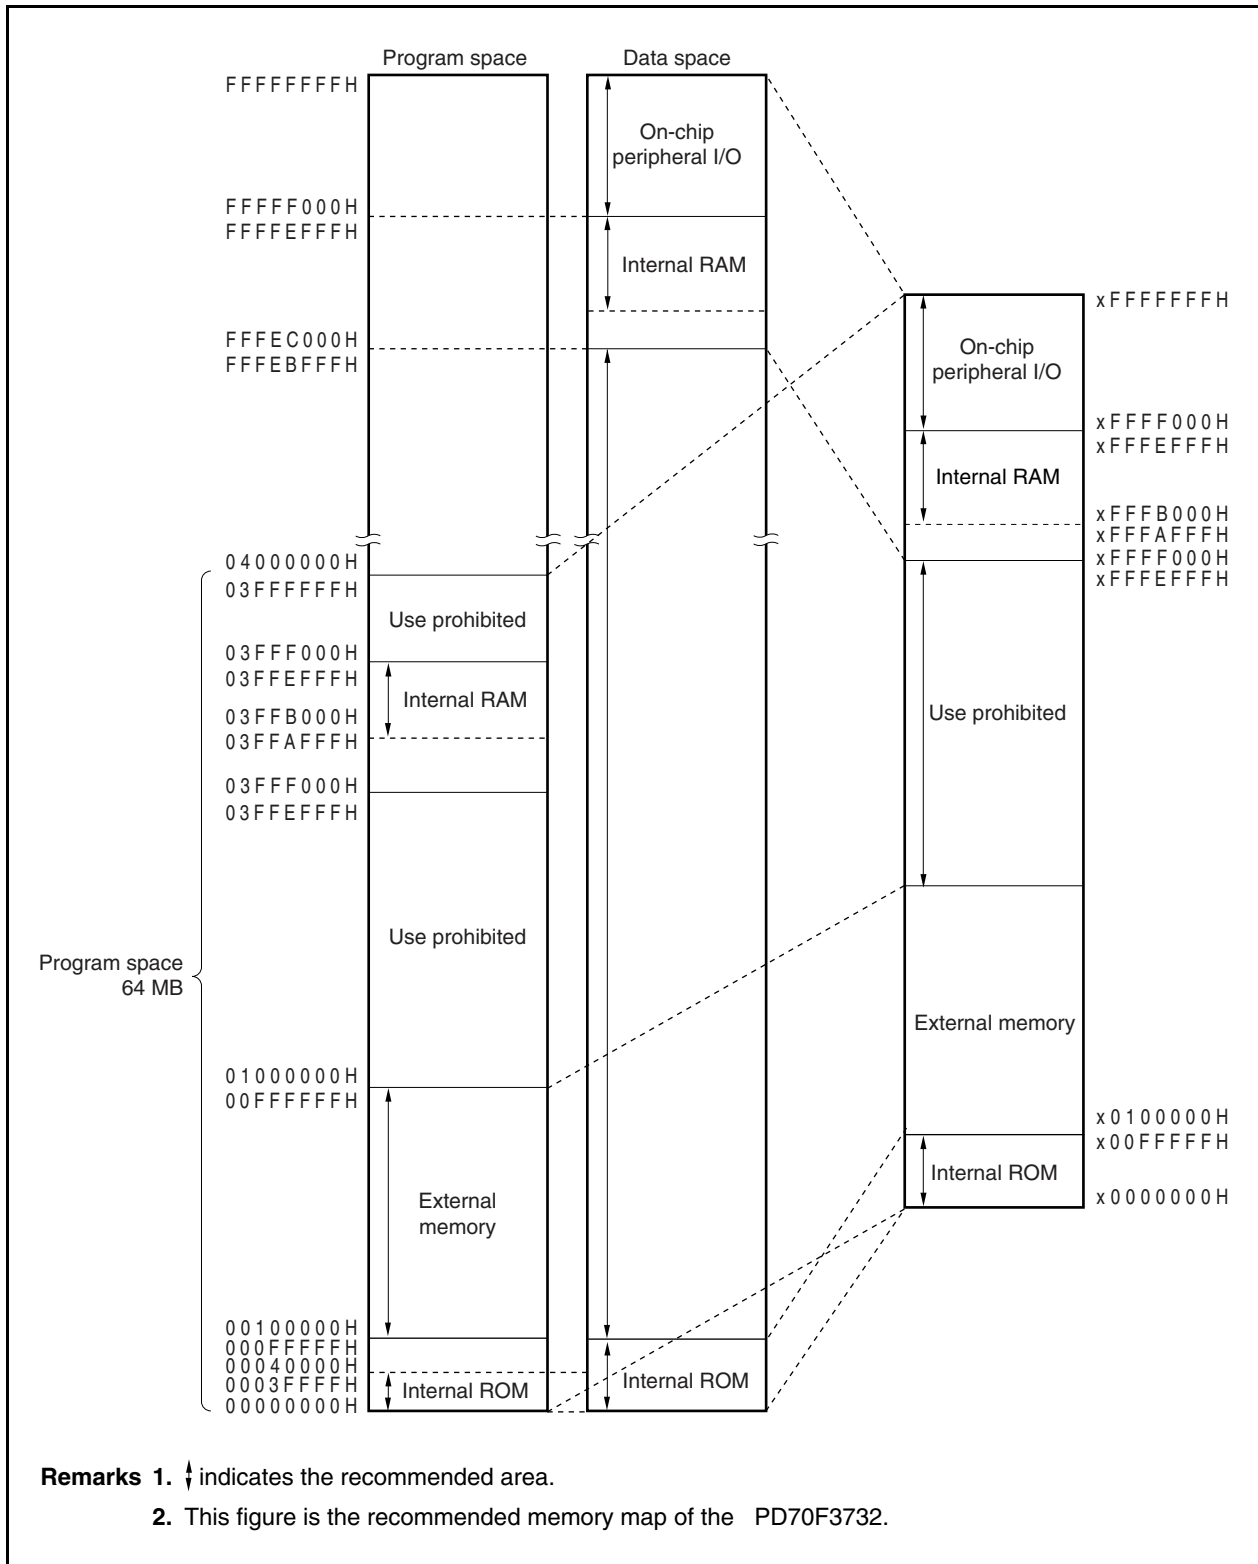 Program space
Data space
FFFFFFFFH
On-chip
peripheral I/O
FFFFF000H
FFFFEFFFH
Internal RAM
xFFFFFFFH
FFFEC000H
FFFEBFFFH
On-chip
peripheral I/O
xFFFF000H
xFFFEFFFH
Internal RAM
xFFFB000H
xFFFAFFFH
xFFFF000H
xFFFEFFFH
04000000H
03FFFFFFH
Use prohibited
03FFF000H
03FFEFFFH
Internal RAM
03FFB000H
03FFAFFFH
Use prohibited
03FFF000H
03FFEFFFH
Use prohibited
Program space
64 MB
External memory
01000000H
00FFFFFFH
x0100000H
x00FFFFFH
Internal ROM
x0000000H
External
memory
00100000H
000FFFFFH
00040000H
0003FFFFH
00000000H
Internal ROM
Internal ROM
Remarks 1. indicates the recommended area.
2. This figure is the recommended memory map of the PD70F3732.